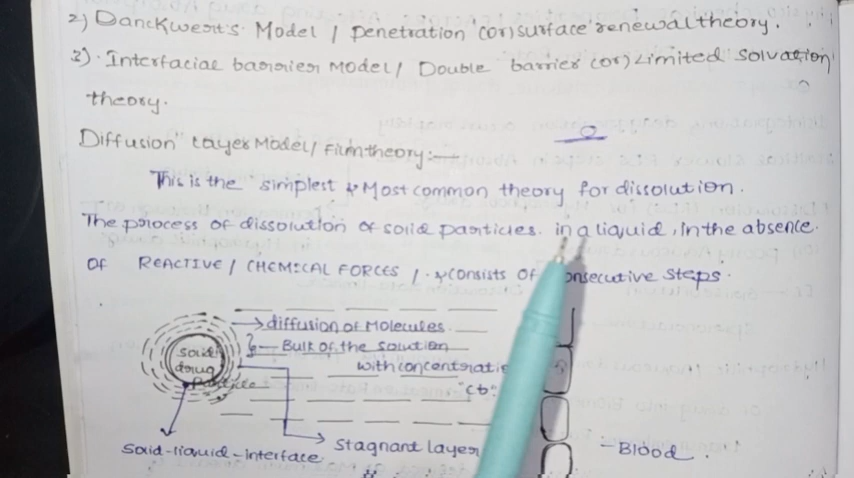 2) Danckwert's Model / penetration (or) surface renewal theory.
3). Interfacial barrier Model / Double barrier (or) Limited Solvation
theory.
Diffusion Layer Model / Film theory:-
This is the simplest & Most common theory for dissolution.
The process of dissolution of solid particles. in a liquid, in the absence.
OF REACTIVE / CHEMICAL FORCES / . & consists of consecutive steps.
diffusion of Molecules.
Bulk of the solution
with concentratio
"Cb".
solid
drug
Particle
Solid-liquid-interface
Stagnant layer
-Blood.